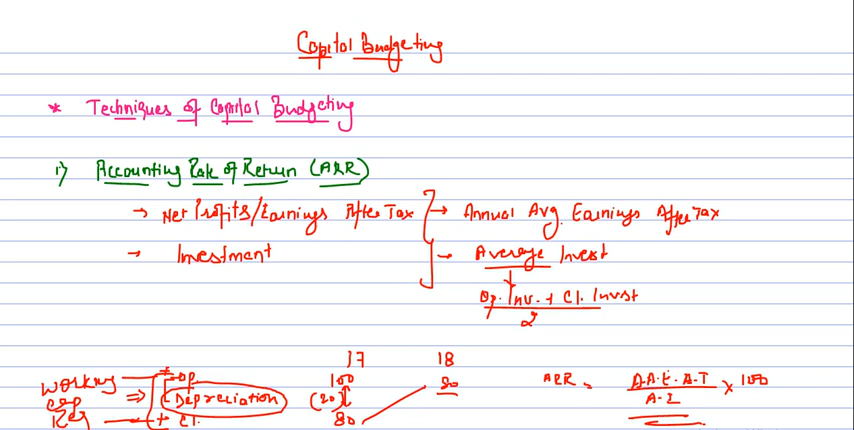 Capital Budgeting
* Techniques of Capital Budgeting
1) Accounting Rate of Return (ARR)
→ Net Profits/Earnings After Tax → Annual Avg. Earnings After Tax
→ Investment → Average Invest
Op. Inv. + Cl. Invst
2
17 18
Working + Op. 100 80 ARR = A.A.E.A.T × 100
Cap ⇒ (Depreciation (20) A.I
+ Cl. 80